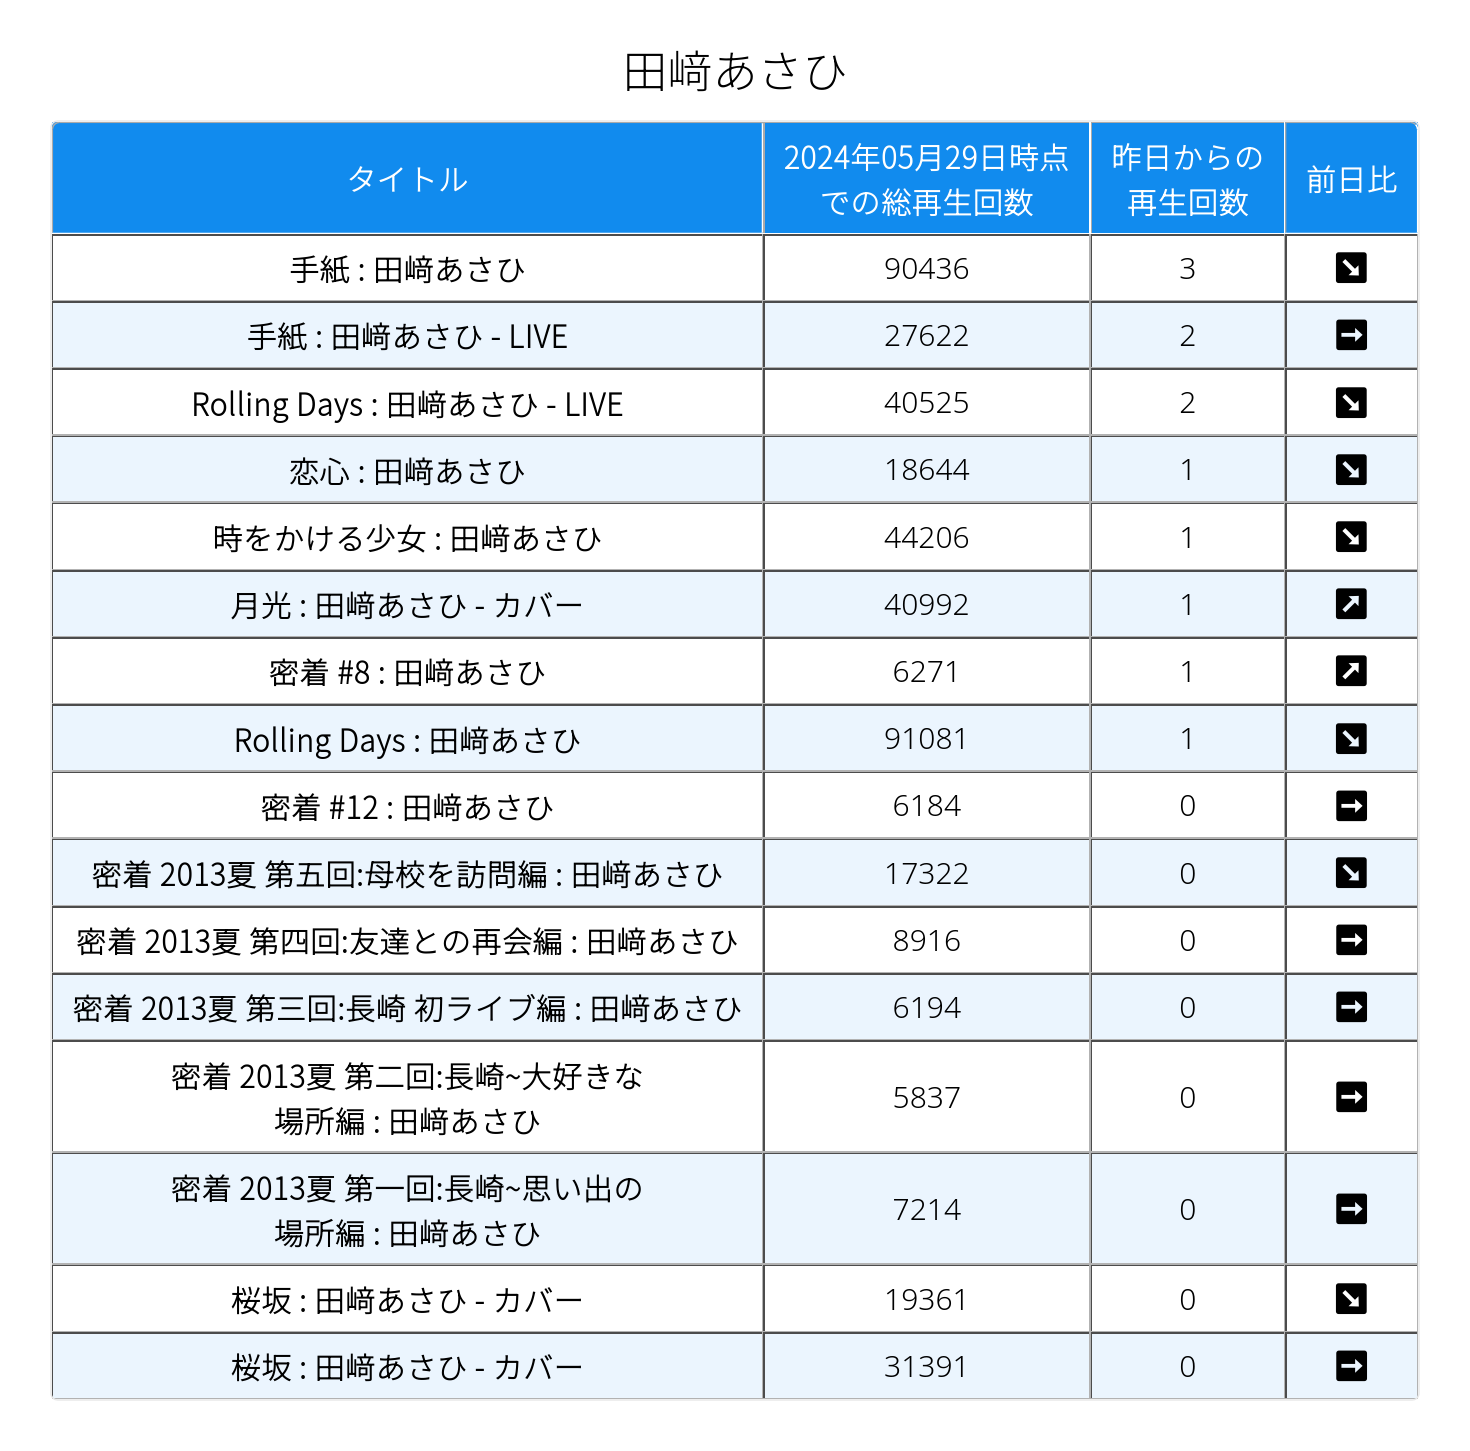 田﨑あさひ
タイトル
2024年05月29日時点
での総再生回数
昨日からの
再生回数
前日比
手紙 : 田﨑あさひ 90436 3 ↘
手紙 : 田﨑あさひ - LIVE 27622 2 →
Rolling Days : 田﨑あさひ - LIVE 40525 2 ↘
恋心 : 田﨑あさひ 18644 1 ↘
時をかける少女 : 田﨑あさひ 44206 1 ↘
月光 : 田﨑あさひ - カバー 40992 1 ↗
密着 #8 : 田﨑あさひ 6271 1 ↗
Rolling Days : 田﨑あさひ 91081 1 ↘
密着 #12 : 田﨑あさひ 6184 0 →
密着 2013夏 第五回:母校を訪問編 : 田﨑あさひ 17322 0 ↘
密着 2013夏 第四回:友達との再会編 : 田﨑あさひ 8916 0 →
密着 2013夏 第三回:長崎 初ライブ編 : 田﨑あさひ 6194 0 →
密着 2013夏 第二回:長崎~大好きな
場所編 : 田﨑あさひ 5837 0 →
密着 2013夏 第一回:長崎~思い出の
場所編 : 田﨑あさひ 7214 0 →
桜坂 : 田﨑あさひ - カバー 19361 0 ↘
桜坂 : 田﨑あさひ - カバー 31391 0 →